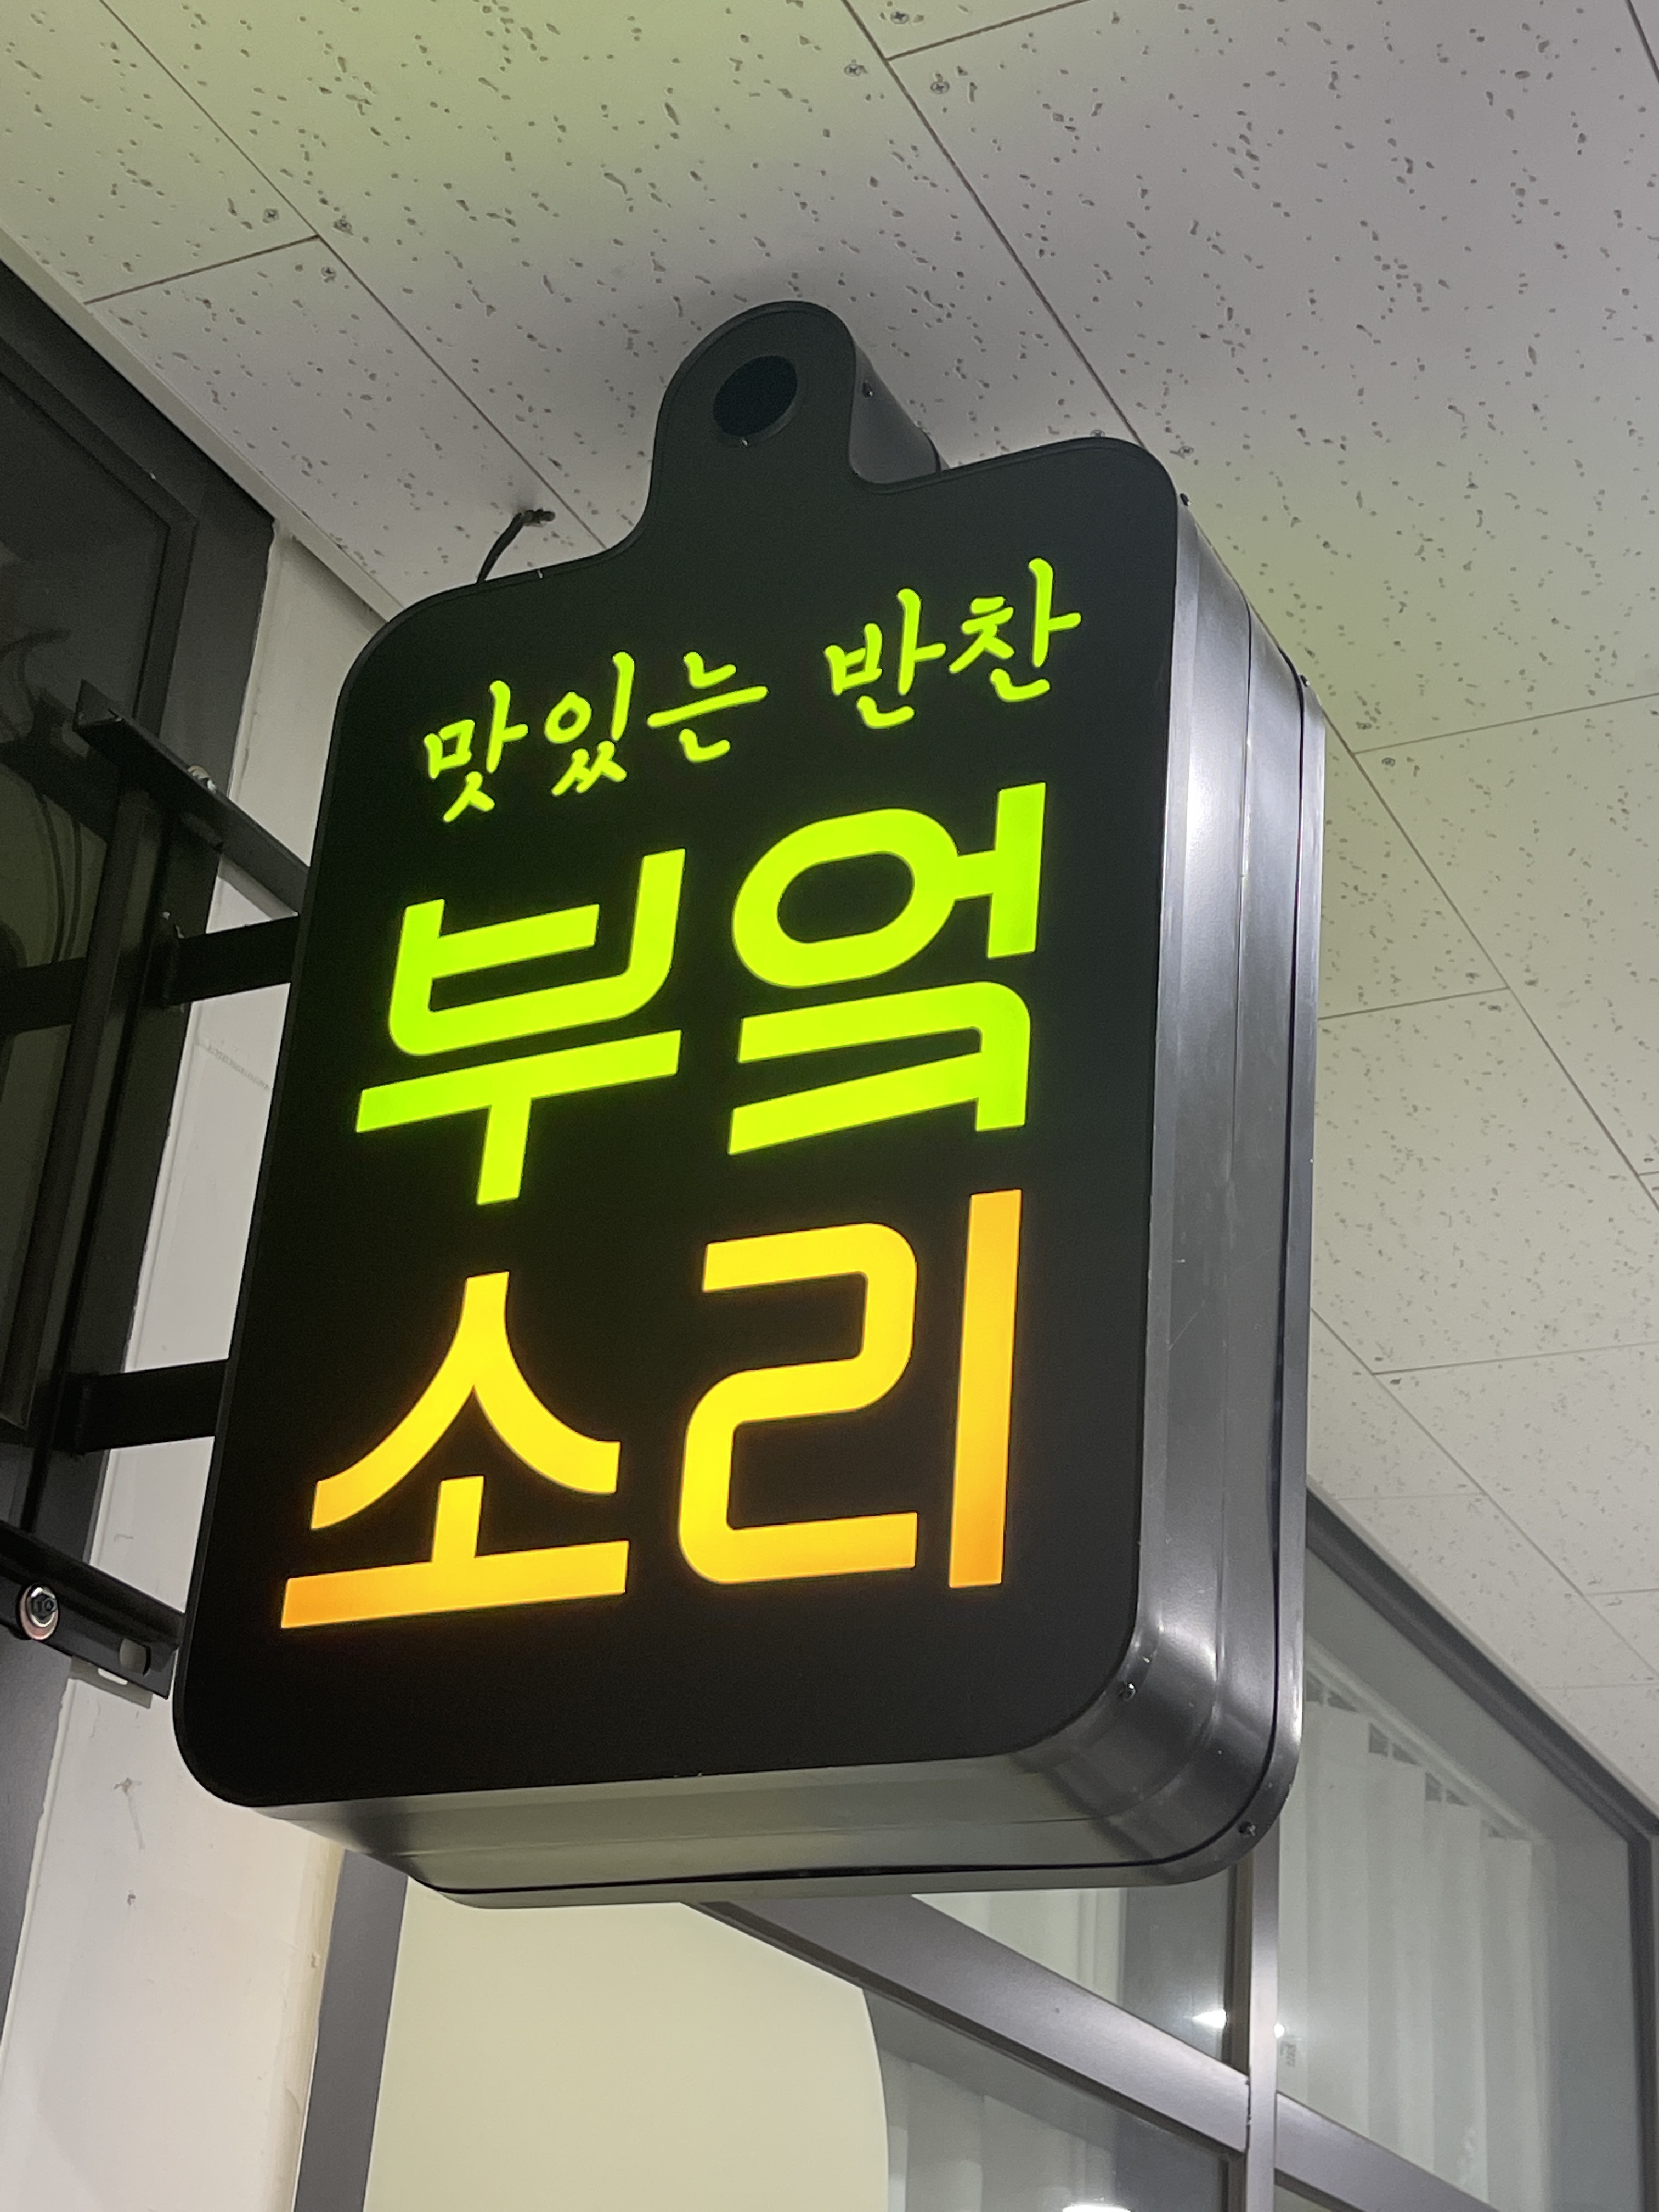 맛있는 반찬
부엌
소리